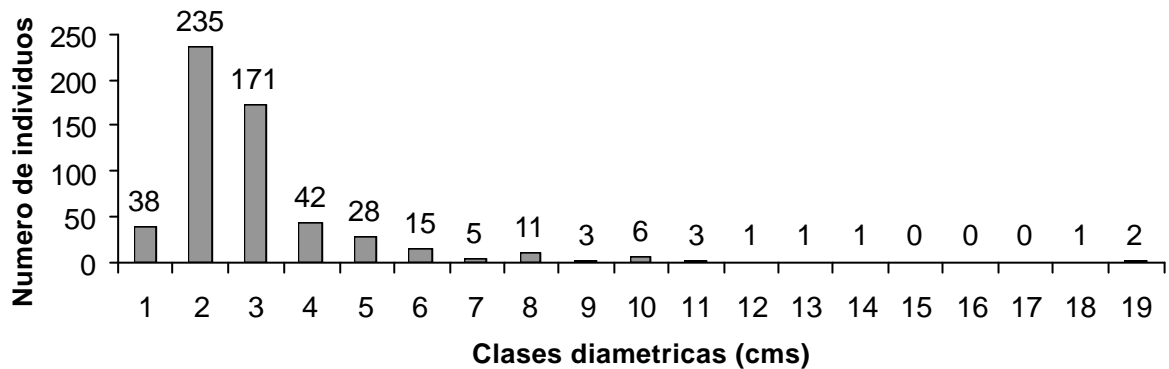 Numero de individuos
250
200
150
100
50
0
38 235 171 42 28 15 5 11 3 6 3 1 1 1 0 0 0 1 2
1 2 3 4 5 6 7 8 9 10 11 12 13 14 15 16 17 18 19
Clases diametricas (cms)